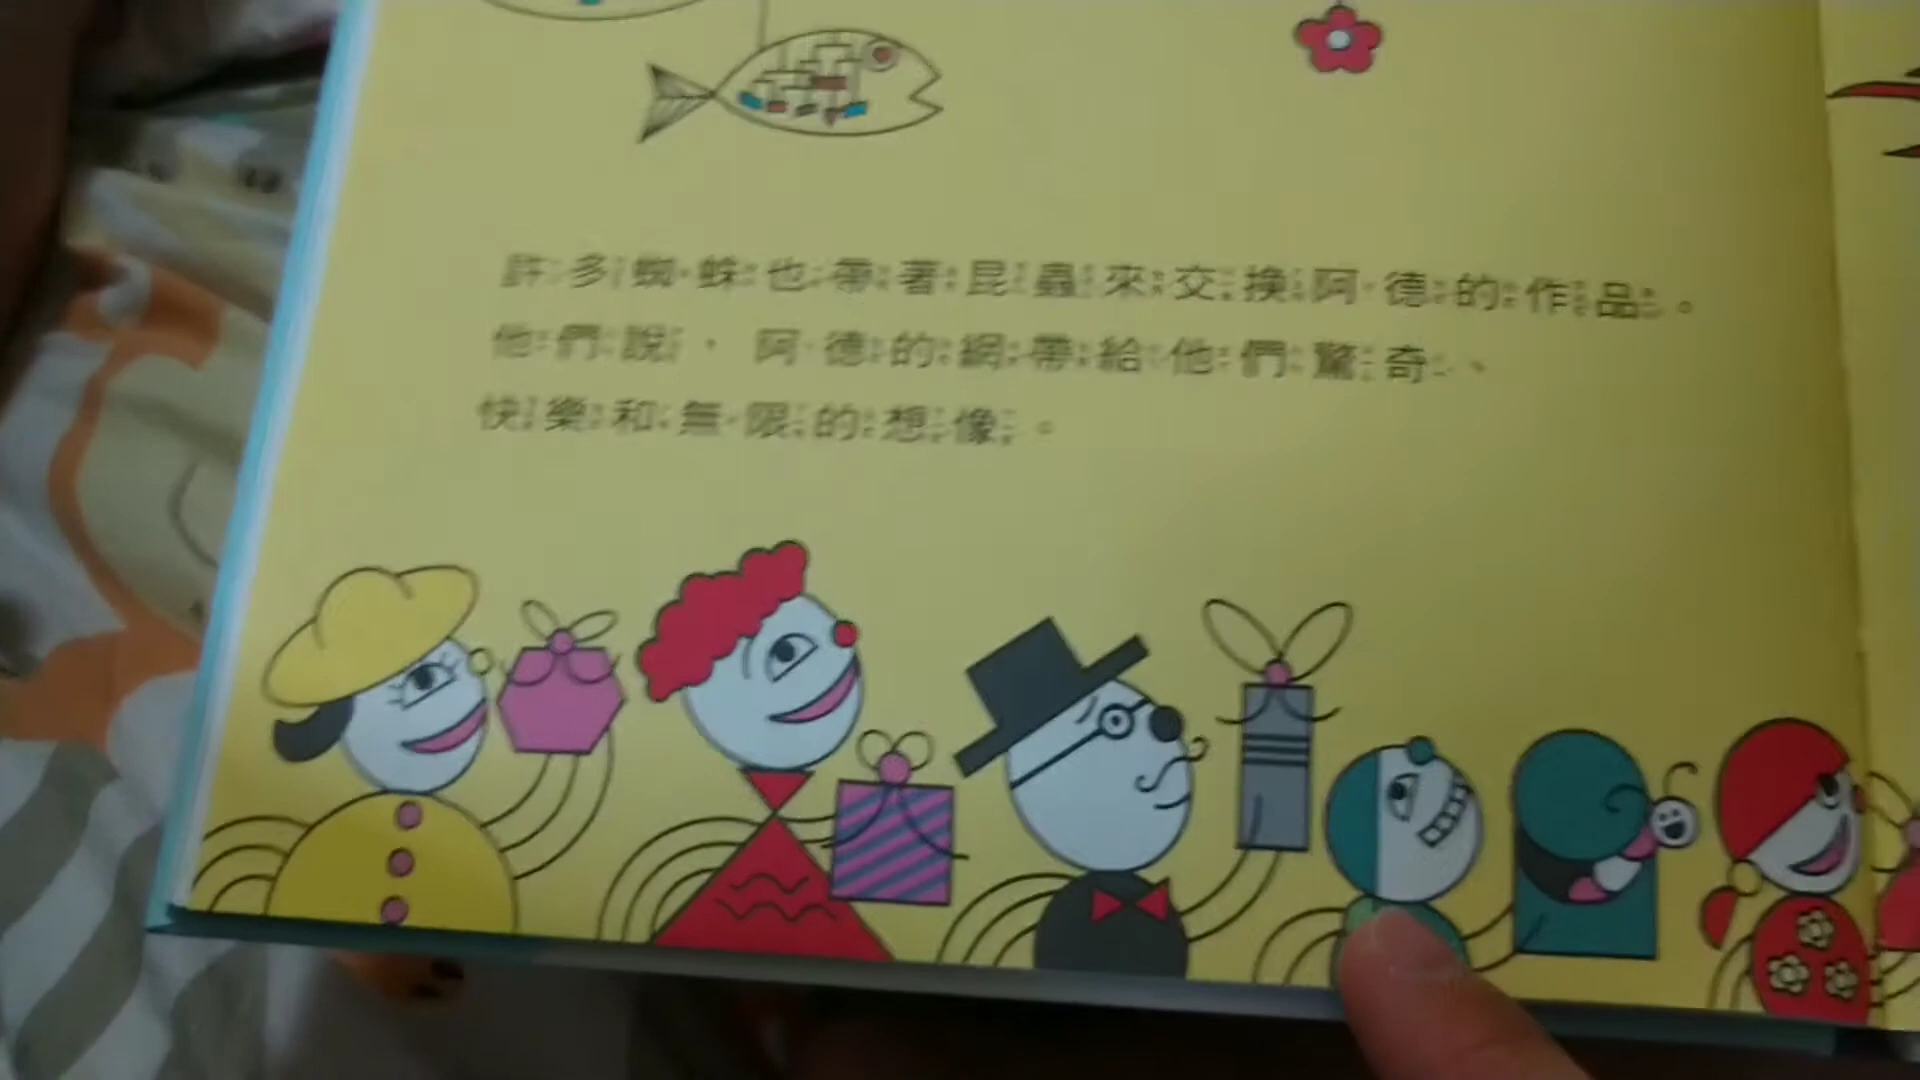 許多蜘蛛也帶著昆蟲來交換阿德的作品。
他們說，阿德的網帶給他們驚奇、
快樂和無限的想像。